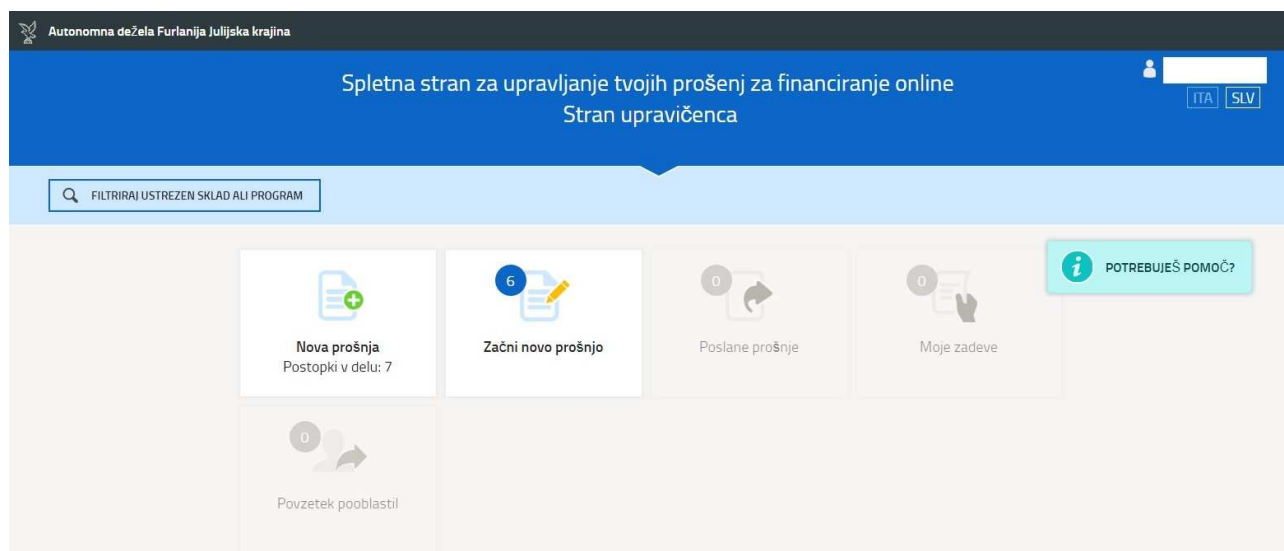 Autonomna dežela Furlanija Julijska krajina
Spletna stran za upravljanje tvojih prošenj za financiranje online
Stran upravičenca
ITA SLV
FILTRIRAJ USTREZEN SKLAD ALI PROGRAM
POTREBUJEŠ POMOČ?
6
0
0
Nova prošnja
Postopki v delu: 7
Začni novo prošnjo
Poslane prošnje
Moje zadeve
0
Povzetek pooblastil